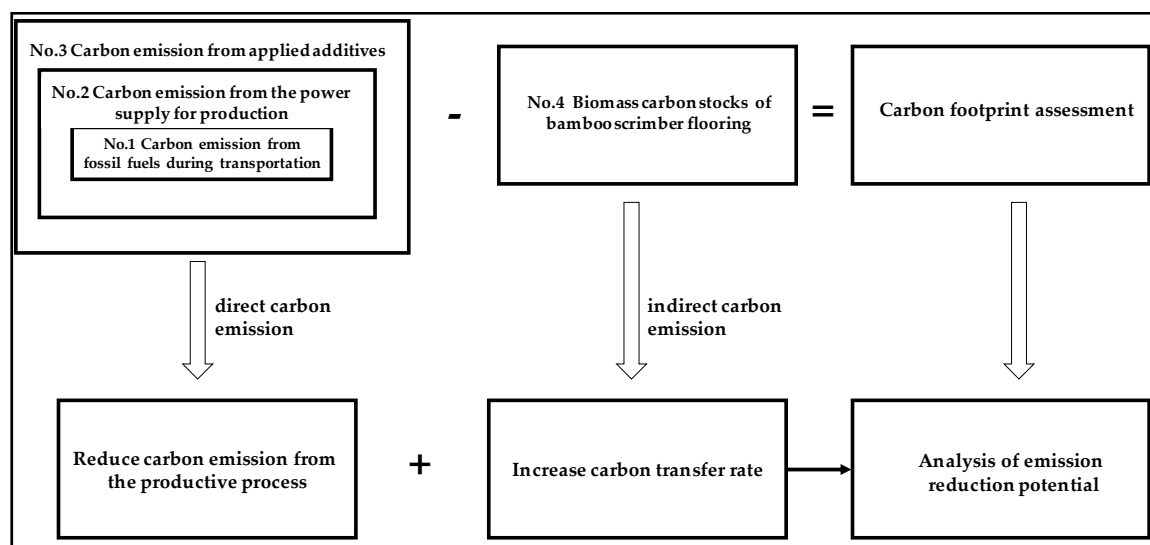 No.3 Carbon emission from applied additives
No.2 Carbon emission from the power
supply for production
No.1 Carbon emission from
fossil fuels during transportation
-
No.4 Biomass carbon stocks of
bamboo scrimber flooring
=
Carbon footprint assessment
direct carbon
emission
indirect carbon
emission
Reduce carbon emission from
the productive process
+
Increase carbon transfer rate
Analysis of emission
reduction potential